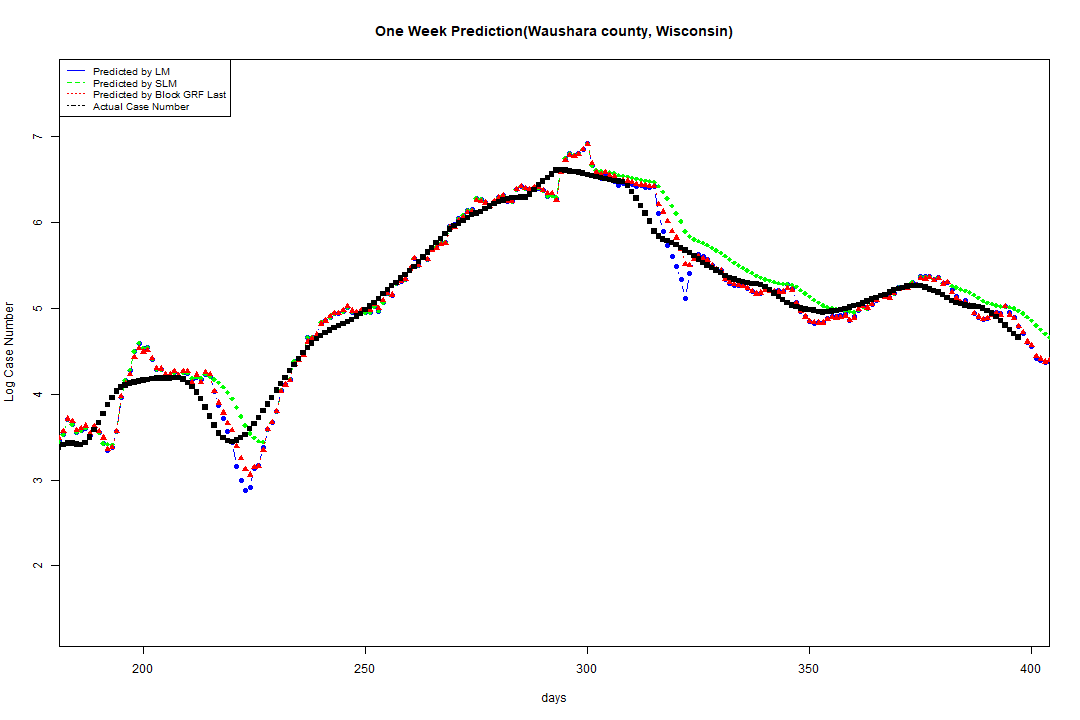 One Week Prediction(Waushara county, Wisconsin)
Predicted by LM
Predicted by SLM
Predicted by Block GRF Last
Actual Case Number
7
6
5
4
3
2
Log Case Number
200 250 300 350 400
days